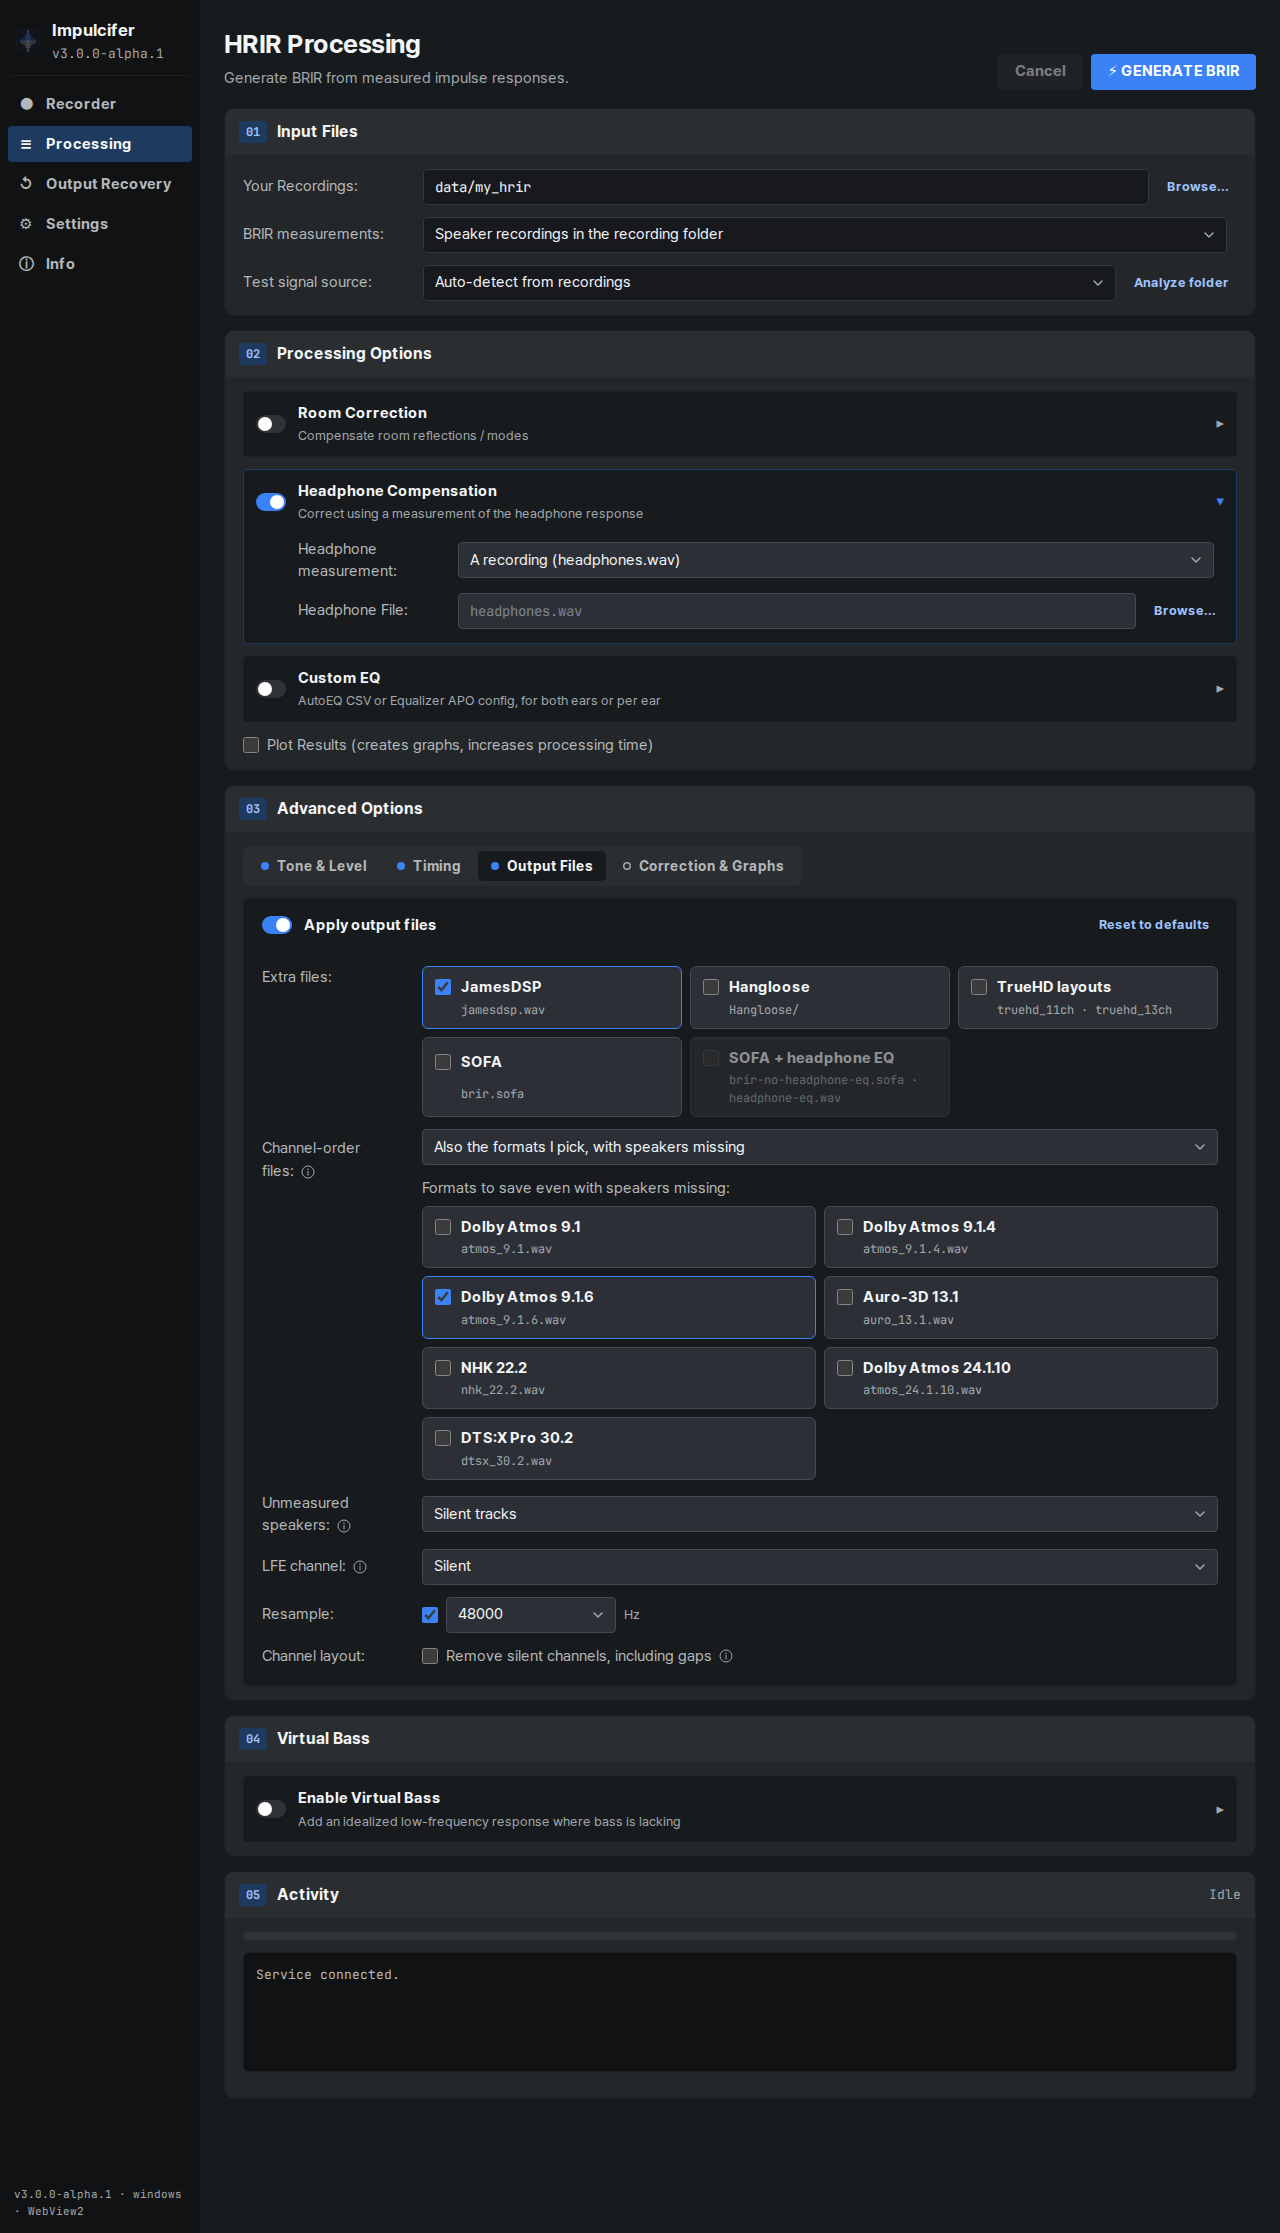 Impulcifer
v3.0.0-alpha.1
Recorder
Processing
Output Recovery
Settings
Info
v3.0.0-alpha.1 · windows
· WebView2
HRIR Processing
Generate BRIR from measured impulse responses.
Cancel
⚡ GENERATE BRIR
01 Input Files
Your Recordings: data/my_hrir Browse...
BRIR measurements: Speaker recordings in the recording folder
Test signal source: Auto-detect from recordings Analyze folder
02 Processing Options
Room Correction
Compensate room reflections / modes
Headphone Compensation
Correct using a measurement of the headphone response
Headphone
measurement:
A recording (headphones.wav)
Headphone File: headphones.wav Browse...
Custom EQ
AutoEQ CSV or Equalizer APO config, for both ears or per ear
Plot Results (creates graphs, increases processing time)
03 Advanced Options
Tone & Level Timing Output Files Correction & Graphs
Apply output files Reset to defaults
Extra files:
JamesDSP
jamesdsp.wav
Hangloose
Hangloose/
TrueHD layouts
truehd_11ch · truehd_13ch
SOFA
brir.sofa
SOFA + headphone EQ
brir-no-headphone-eq.sofa ·
headphone-eq.wav
Channel-order
files: ⓘ
Also the formats I pick, with speakers missing
Formats to save even with speakers missing:
Dolby Atmos 9.1
atmos_9.1.wav
Dolby Atmos 9.1.4
atmos_9.1.4.wav
Dolby Atmos 9.1.6
atmos_9.1.6.wav
Auro-3D 13.1
auro_13.1.wav
NHK 22.2
nhk_22.2.wav
Dolby Atmos 24.1.10
atmos_24.1.10.wav
DTS:X Pro 30.2
dtsx_30.2.wav
Unmeasured
speakers: ⓘ
Silent tracks
LFE channel: ⓘ Silent
Resample: 48000 Hz
Channel layout: Remove silent channels, including gaps ⓘ
04 Virtual Bass
Enable Virtual Bass
Add an idealized low-frequency response where bass is lacking
05 Activity Idle
Service connected.